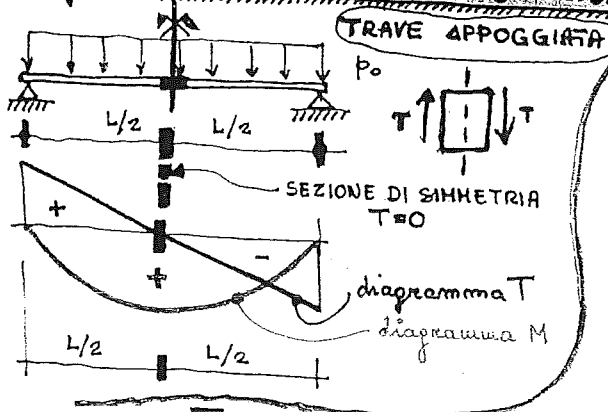 TRAVE APPOGGIATA
p₀
T T
L/2 L/2
SEZIONE DI SIMMETRIA
T=0
+
-
+
diagramma T
diagramma M
L/2 L/2